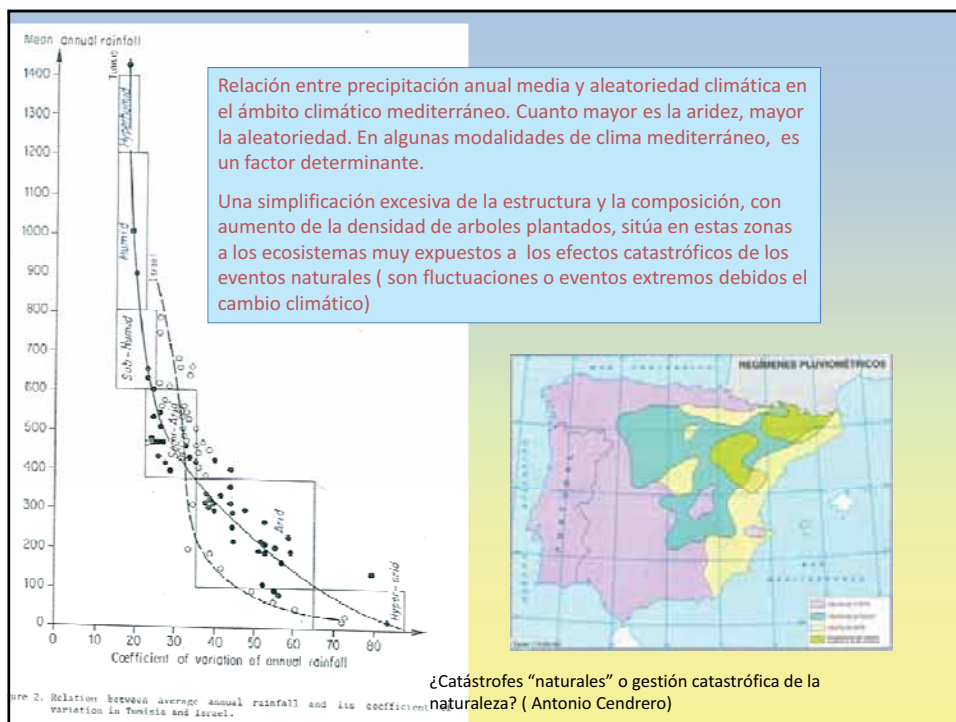 Mean annual rainfall
1400
1300
1200
1000
900
800
700
600
500
400
300
200
100
0
Tunisia
Israel
Hyperhumid
Humid
Sub-Humid
Semi-Arid
Arid
Hyper-arid
0 10 20 30 40 50 60 70 80
Coefficient of variation of annual rainfall
ure 2. Relation between average annual rainfall and its coefficient of
variation in Tunisia and Israel.
Relación entre precipitación anual media y aleatoriedad climática en
el ámbito climático mediterráneo. Cuanto mayor es la aridez, mayor
la aleatoriedad. En algunas modalidades de clima mediterráneo, es
un factor determinante.
Una simplificación excesiva de la estructura y la composición, con
aumento de la densidad de arboles plantados, sitúa en estas zonas
a los ecosistemas muy expuestos a los efectos catastróficos de los
eventos naturales ( son fluctuaciones o eventos extremos debidos el
cambio climático)
REGÍMENES PLUVIOMÉTRICOS
¿Catástrofes “naturales” o gestión catastrófica de la
naturaleza? ( Antonio Cendrero)